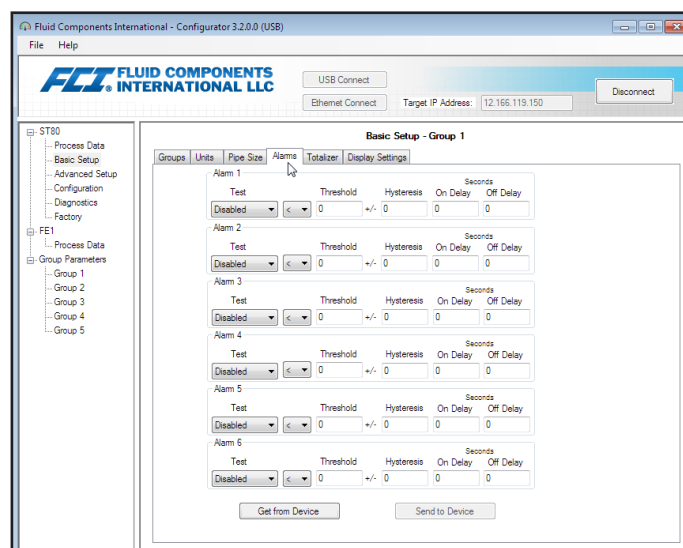 Fluid Components International - Configurator 3.2.0.0 (USB)
File Help
FCI® FLUID COMPONENTS INTERNATIONAL LLC
USB Connect
Ethernet Connect Target IP Address: 12.166.119.150
Disconnect
ST80
Process Data
Basic Setup
Advanced Setup
Configuration
Diagnostics
Factory
FE1
Process Data
Group Parameters
Group 1
Group 2
Group 3
Group 4
Group 5
Basic Setup - Group 1
Groups Units Pipe Size Alarms Totalizer Display Settings
Alarm 1
Seconds
Test Threshold Hysteresis On Delay Off Delay
Disabled < 0 +/- 0 0 0
Alarm 2
Seconds
Test Threshold Hysteresis On Delay Off Delay
Disabled < 0 +/- 0 0 0
Alarm 3
Seconds
Test Threshold Hysteresis On Delay Off Delay
Disabled < 0 +/- 0 0 0
Alarm 4
Seconds
Test Threshold Hysteresis On Delay Off Delay
Disabled < 0 +/- 0 0 0
Alarm 5
Seconds
Test Threshold Hysteresis On Delay Off Delay
Disabled < 0 +/- 0 0 0
Alarm 6
Seconds
Test Threshold Hysteresis On Delay Off Delay
Disabled < 0 +/- 0 0 0
Get from Device Send to Device